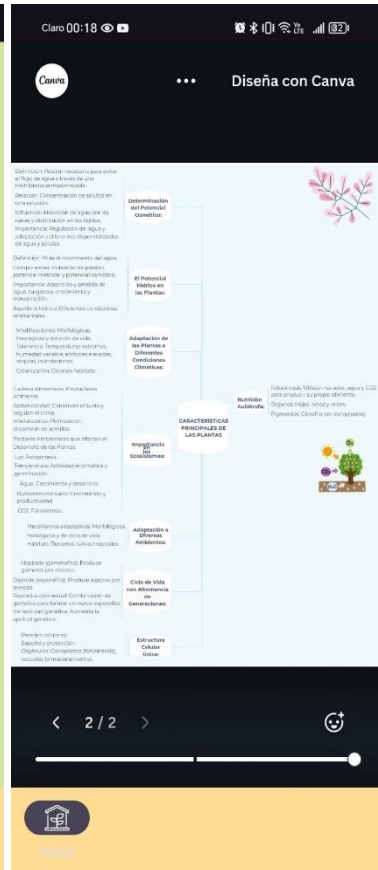 Claro 00:18
82
Canva
Diseña con Canva
Definición: Presión necesaria para evitar
el flujo de agua a través de una
membrana semipermeable.
Relación: Concentración de solutos en
una solución.
Influencia: Absorción de agua por las
raíces y distribución en los tejidos.
Importancia: Regulación del agua y
adaptación a diferentes disponibilidades
de agua y solutos.
Determinación
del Potencial
Osmótico:
Definición: Mide el movimiento del agua.
Componentes: Potencial de presión,
potencial matricial y potencial osmótico.
Importancia: Absorción y pérdida de
agua, turgencia, crecimiento y
transpiración.
Equilibrio hídrico: Diferentes condiciones
ambientales.
El Potencial
Hídrico en
las Plantas:
Modificaciones: Morfológicas,
fisiológicas y del ciclo de vida.
Tolerancia: Temperaturas extremas,
humedad variable, altitudes elevadas,
sequías, inundaciones.
Colonización: Diversos hábitats.
Adaptación de
las Plantas a
Diferentes
Condiciones
Climáticas:
Cadena alimentaria: Productores
primarios.
Sostenibilidad: Conservan el suelo y
regulan el clima.
Interacciones: Polinización,
dispersión de semillas.
Factores Ambientales que Afectan el
Desarrollo de las Plantas:
Luz: Fotosíntesis.
Temperatura: Actividad enzimática y
germinación.
Agua: Crecimiento y desarrollo.
Nutrientes del suelo: Crecimiento y
productividad.
CO2: Fotosíntesis.
Importancia
en
los
Ecosistemas:
Mecanismos adaptativos: Morfológicos,
fisiológicos y de ciclo de vida.
Hábitats: Desiertos, selvas tropicales.
Adaptación a
Diversos
Ambientes:
Haploide (gametofito): Produce
gametos por meiosis.
Diploide (esporofito): Produce esporas por
meiosis.
Reproducción sexual: Combinación de
gametos para formar un nuevo esporofito.
Variabilidad genética: Aumenta la
aptitud genética.
Ciclo de Vida
con Alternancia
de
Generaciones:
Paredes celulares:
Soporte y protección.
Orgánulos: Cloroplastos (fotosíntesis),
vacuolas (almacenamiento).
Estructura
Celular
Única:
CARACTERÍSTICAS
PRINCIPALES DE
LAS PLANTAS
Nutrición
Autótrofa:
Fotosíntesis: Utilizan luz solar, agua y CO2
para producir su propio alimento.
Órganos: Hojas, tallos y raíces.
Pigmentos: Clorofila (en cloroplastos).
O₂
CO₂
H₂O
2 / 2